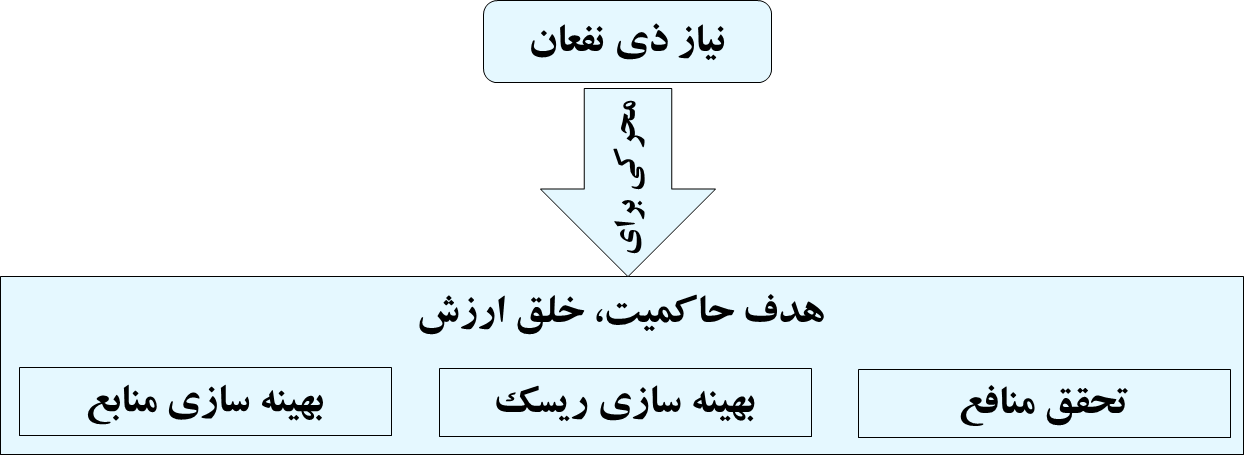 نیاز ذی نفعان
محرکی برای
هدف حاکمیت، خلق ارزش
تحقق منافع
بهینه سازی ریسک
بهینه سازی منابع